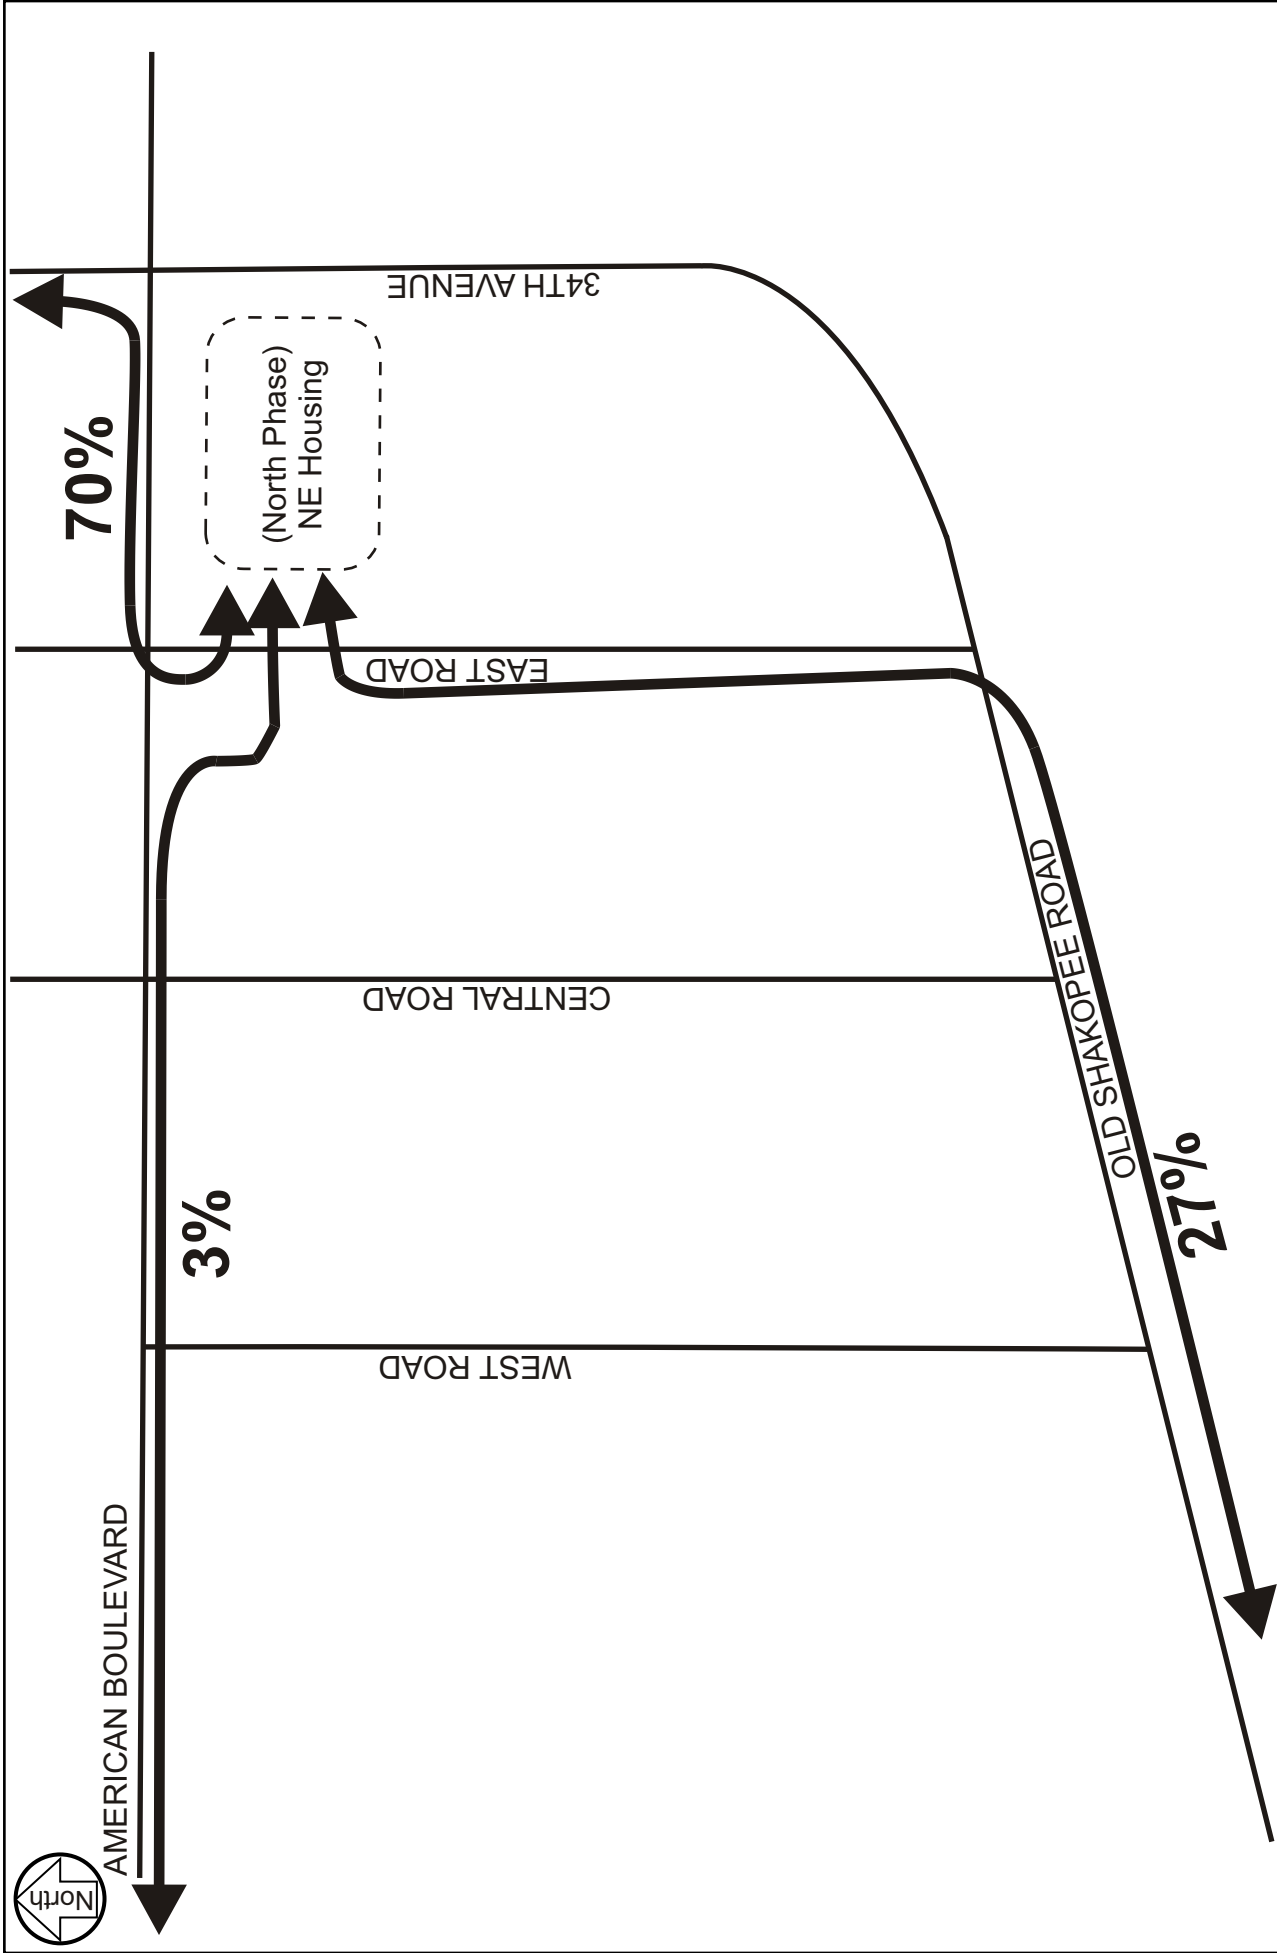 North
AMERICAN BOULEVARD
70%
34TH AVENUE
(North Phase)
NE Housing
EAST ROAD
3%
CENTRAL ROAD
OLD SHAKOPEE ROAD
27%
WEST ROAD